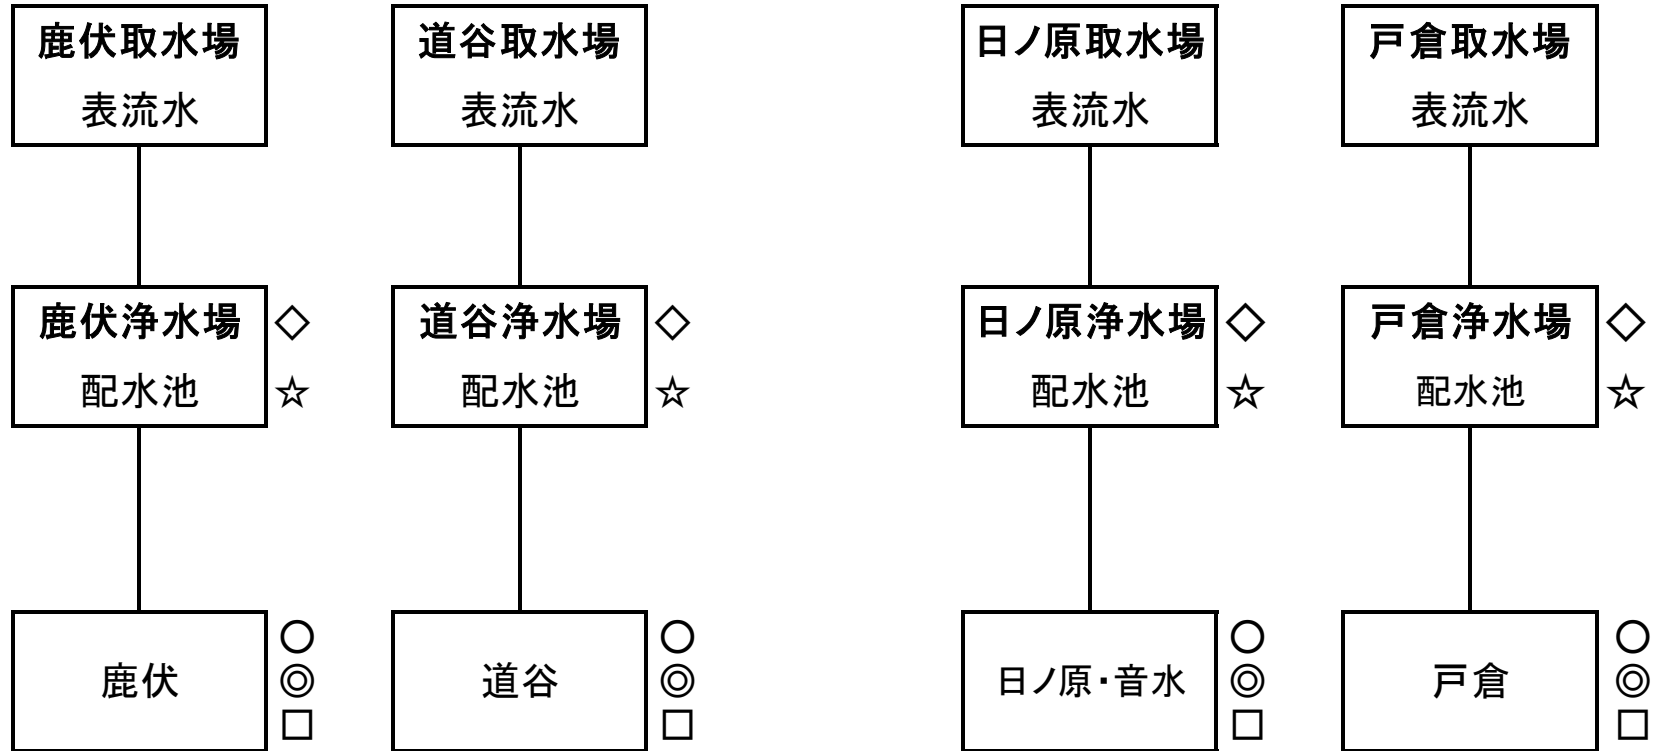 鹿伏取水場
表流水
道谷取水場
表流水
日ノ原取水場
表流水
戸倉取水場
表流水
鹿伏浄水場 ◇
配水池 ☆
道谷浄水場 ◇
配水池 ☆
日ノ原浄水場 ◇
配水池 ☆
戸倉浄水場 ◇
配水池 ☆
鹿伏
○
◎
□
道谷
○
◎
□
日ノ原・音水
○
◎
□
戸倉
○
◎
□